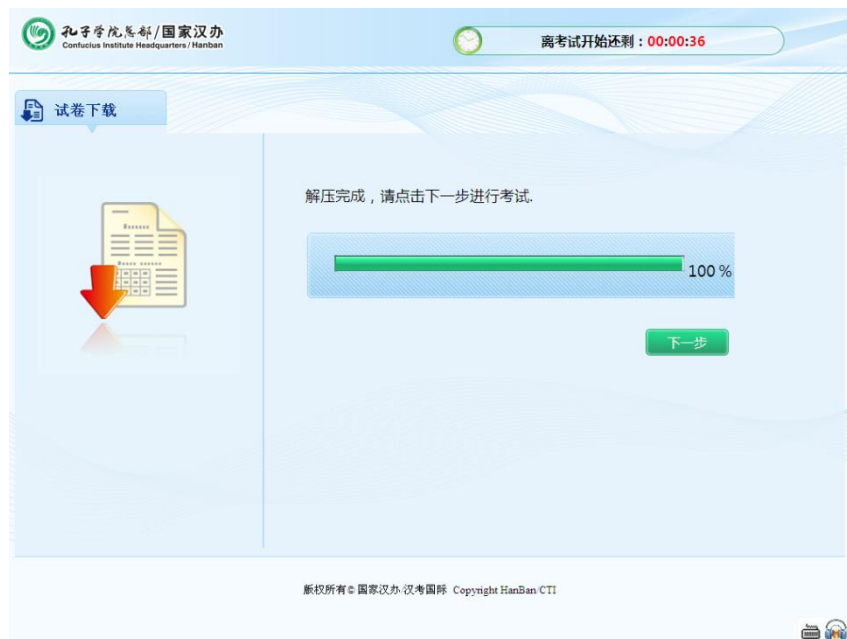 孔子学院总部/国家汉办
Confucius Institute Headquarters/Hanban
离考试开始还剩：00:00:36
试卷下载
解压完成，请点击下一步进行考试.
100 %
下一步
版权所有© 国家汉办·汉考国际 Copyright HanBan/CTI